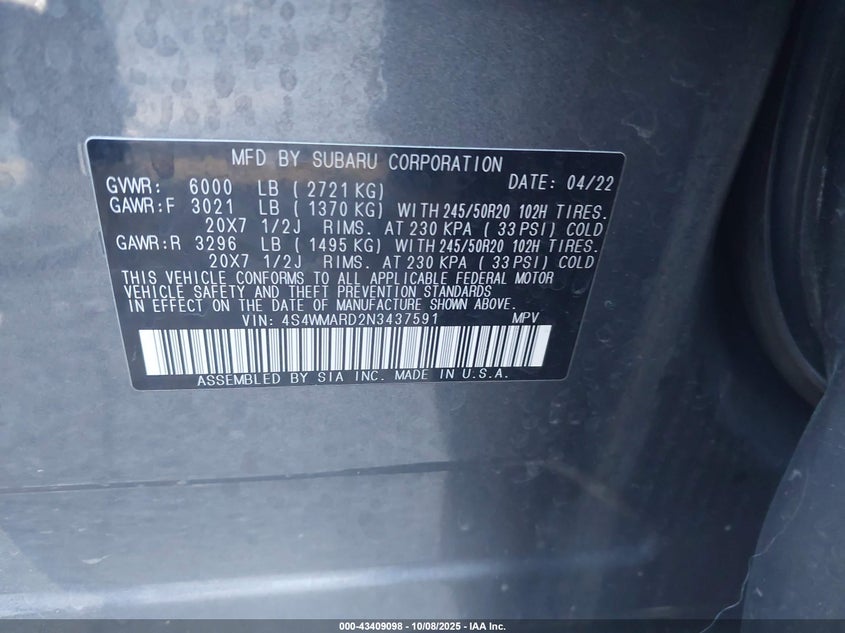 MFD BY SUBARU CORPORATION
GVWR: 6000 LB ( 2721 KG) DATE: 04/22
GAWR:F 3021 LB ( 1370 KG) WITH 245/50R20 102H TIRES.
20X7 1/2J RIMS. AT 230 KPA ( 33 PSI) COLD
GAWR:R 3296 LB ( 1495 KG) WITH 245/50R20 102H TIRES.
20X7 1/2J RIMS. AT 230 KPA ( 33 PSI) COLD
THIS VEHICLE CONFORMS TO ALL APPLICABLE FEDERAL MOTOR
VEHICLE SAFETY AND THEFT PREVENTION STANDARDS
IN EFFECT ON THE DATE OF MANUFACTURE SHOWN ABOVE.
VIN: 4S4WMARD2N3437591 MPV
ASSEMBLED BY SIA INC. MADE IN U.S.A.
000-43409098 - 10/08/2025 - IAA Inc.